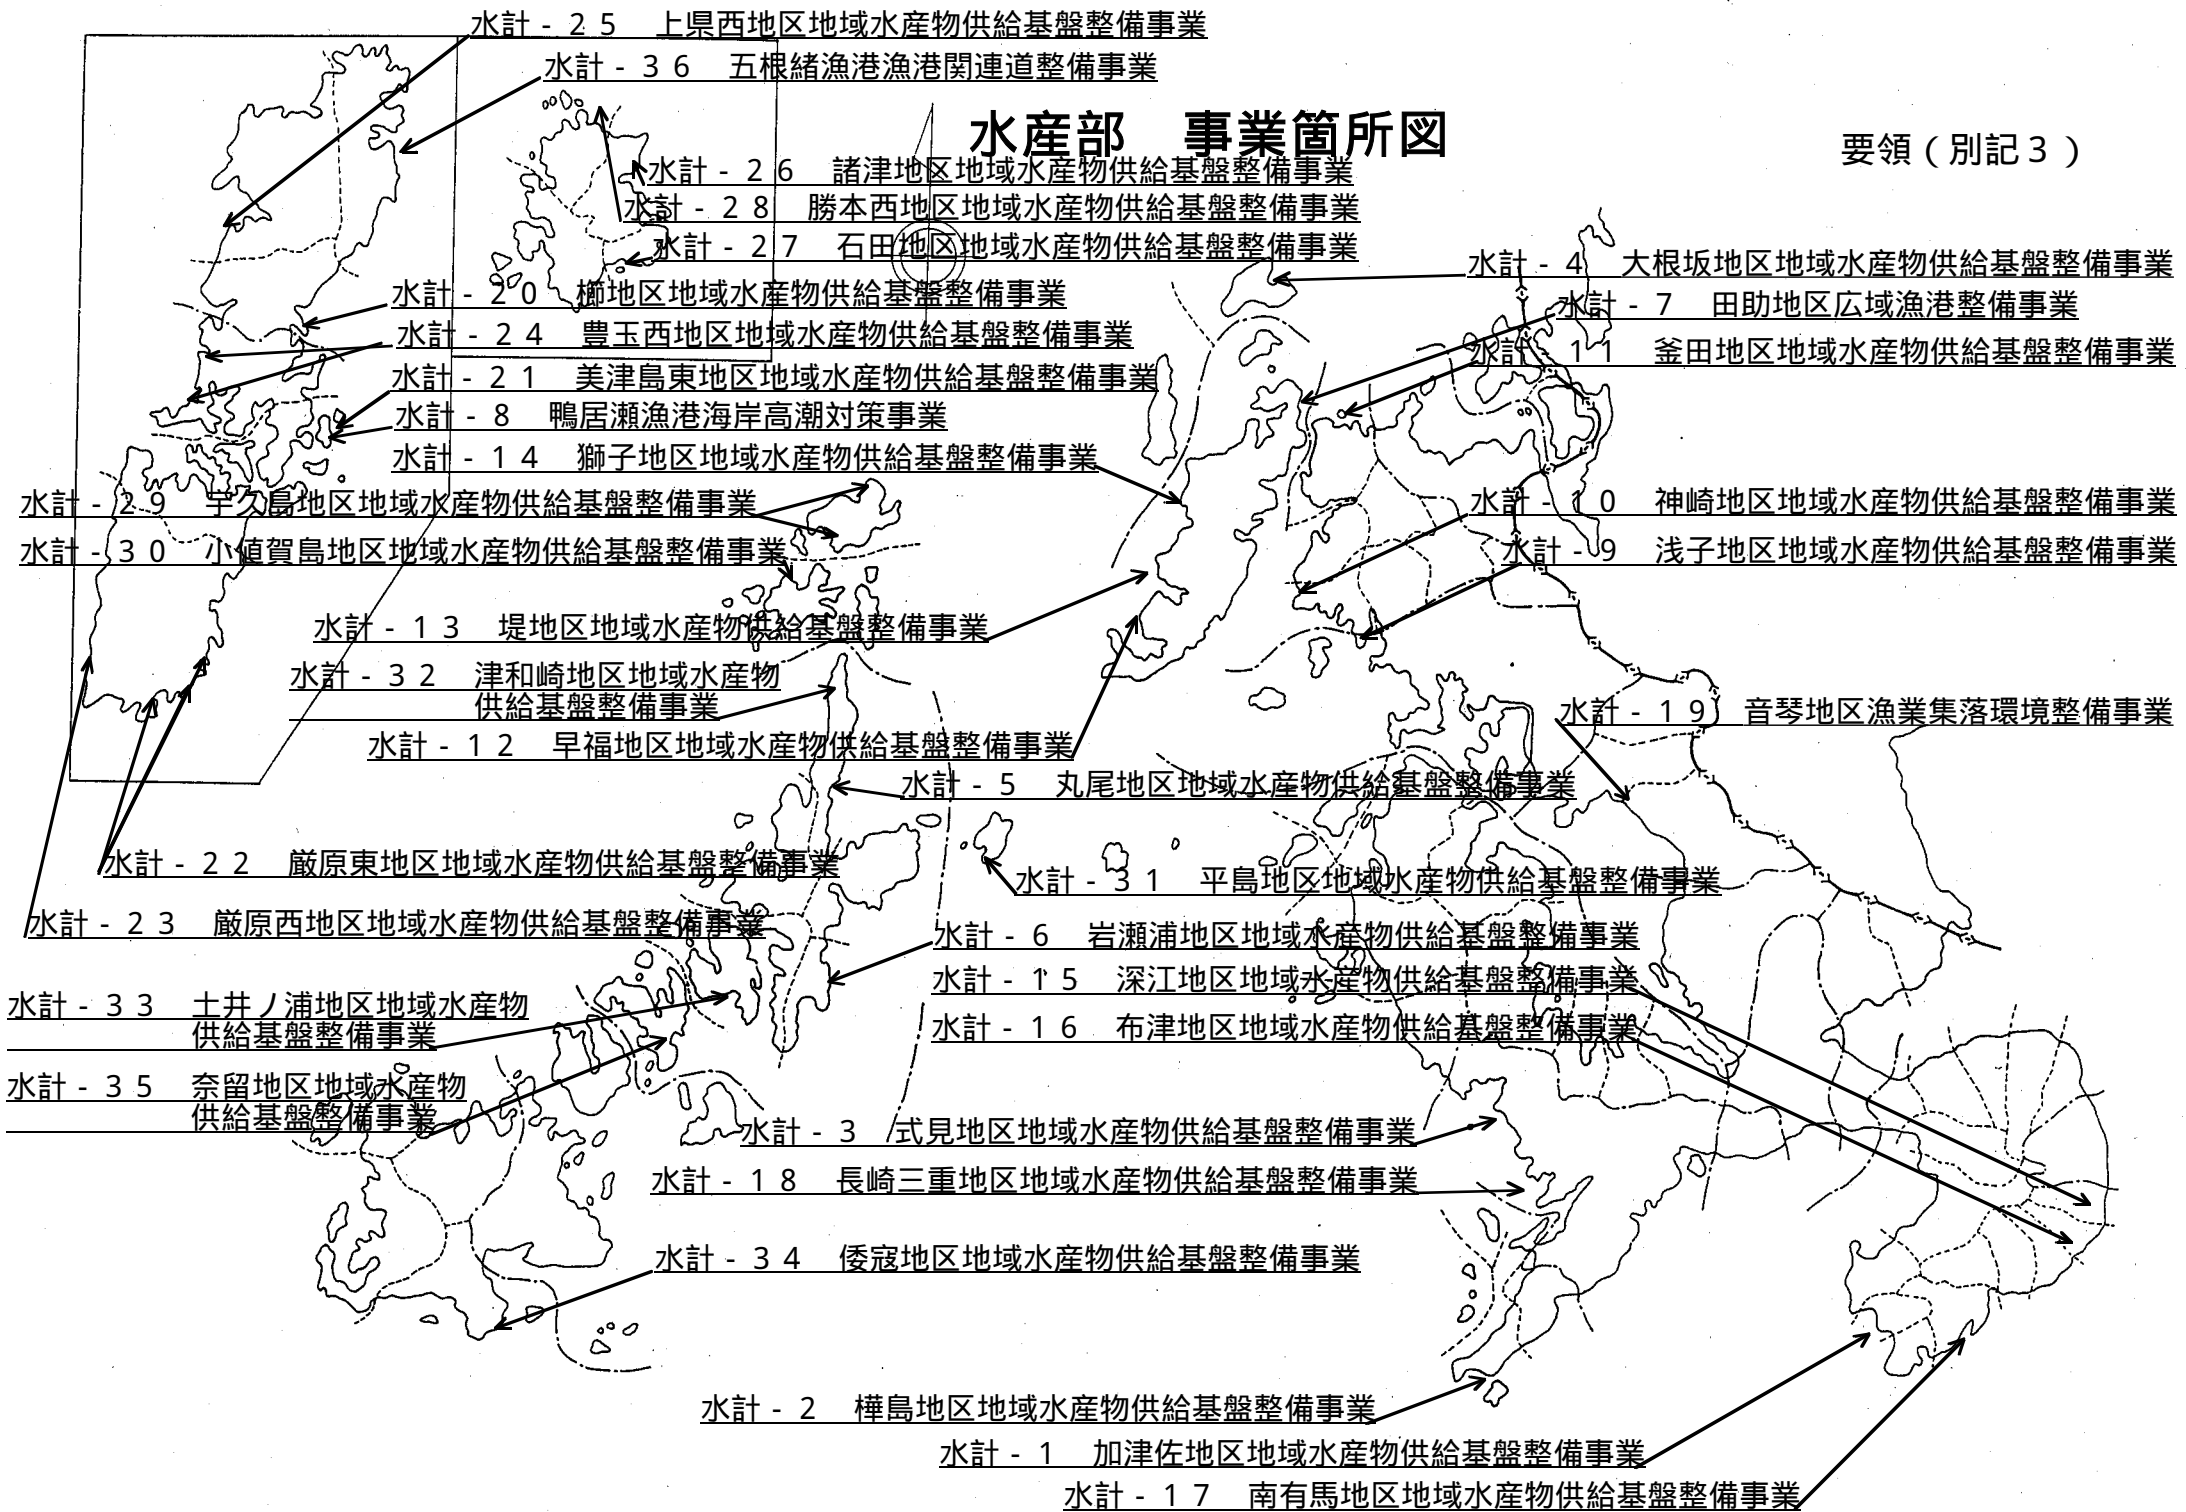 水計－２５　上県西地区地域水産物供給基盤整備事業
水計－３６　五根緒漁港漁港関連道整備事業
水産部　事業箇所図
要領（別記３）
水計－２６　諸津地区地域水産物供給基盤整備事業
水計－２８　勝本西地区地域水産物供給基盤整備事業
水計－２７　石田地区地域水産物供給基盤整備事業
水計－４　大根坂地区地域水産物供給基盤整備事業
水計－２０　櫛地区地域水産物供給基盤整備事業
水計－７　田助地区広域漁港整備事業
水計－２４　豊玉西地区地域水産物供給基盤整備事業
水計－１１　釜田地区地域水産物供給基盤整備事業
水計－２１　美津島東地区地域水産物供給基盤整備事業
水計－８　鴨居瀬漁港海岸高潮対策事業
水計－１４　獅子地区地域水産物供給基盤整備事業
水計－２９　宇久島地区地域水産物供給基盤整備事業
水計－１０　神崎地区地域水産物供給基盤整備事業
水計－３０　小値賀島地区地域水産物供給基盤整備事業
水計－９　浅子地区地域水産物供給基盤整備事業
水計－１３　堤地区地域水産物供給基盤整備事業
水計－３２　津和崎地区地域水産物
供給基盤整備事業
水計－１９　音琴地区漁業集落環境整備事業
水計－１２　早福地区地域水産物供給基盤整備事業
水計－５　丸尾地区地域水産物供給基盤整備事業
水計－２２　厳原東地区地域水産物供給基盤整備事業
水計－３１　平島地区地域水産物供給基盤整備事業
水計－２３　厳原西地区地域水産物供給基盤整備事業
水計－６　岩瀬浦地区地域水産物供給基盤整備事業
水計－１５　深江地区地域水産物供給基盤整備事業
水計－３３　土井ノ浦地区地域水産物
供給基盤整備事業
水計－１６　布津地区地域水産物供給基盤整備事業
水計－３５　奈留地区地域水産物
供給基盤整備事業
水計－３　式見地区地域水産物供給基盤整備事業
水計－１８　長崎三重地区地域水産物供給基盤整備事業
水計－３４　倭寇地区地域水産物供給基盤整備事業
水計－２　樺島地区地域水産物供給基盤整備事業
水計－１　加津佐地区地域水産物供給基盤整備事業
水計－１７　南有馬地区地域水産物供給基盤整備事業